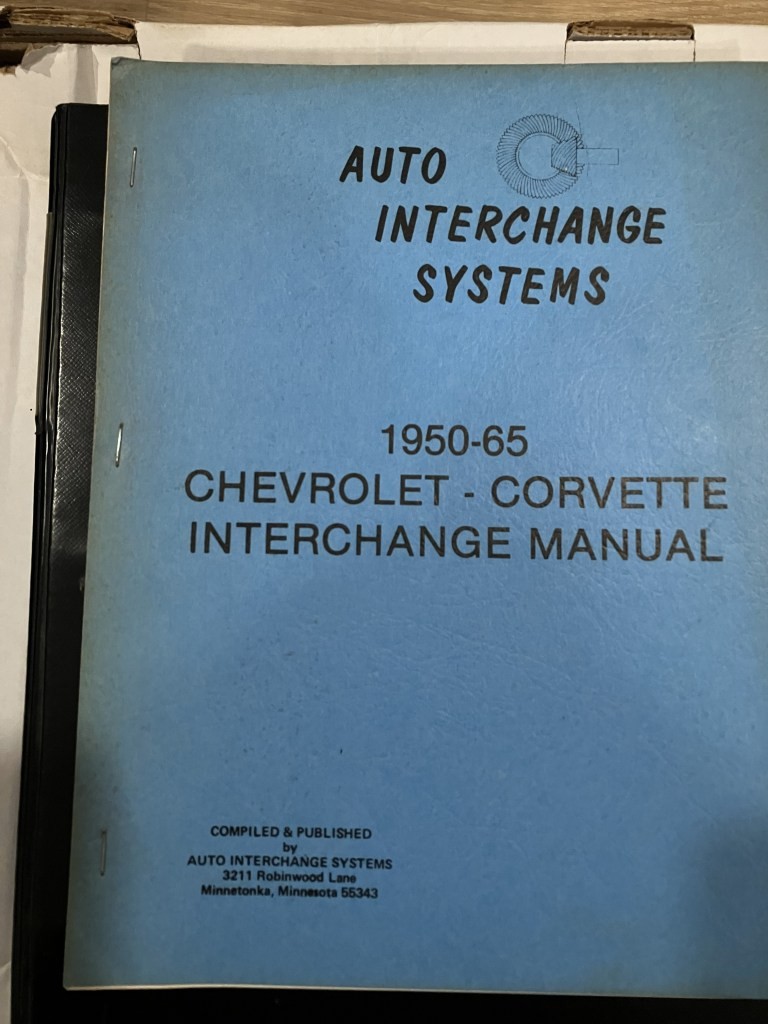 AUTO
INTERCHANGE
SYSTEMS
1950-65
CHEVROLET - CORVETTE
INTERCHANGE MANUAL
COMPILED & PUBLISHED
by
AUTO INTERCHANGE SYSTEMS
3211 Robinwood Lane
Minnetonka, Minnesota 55343